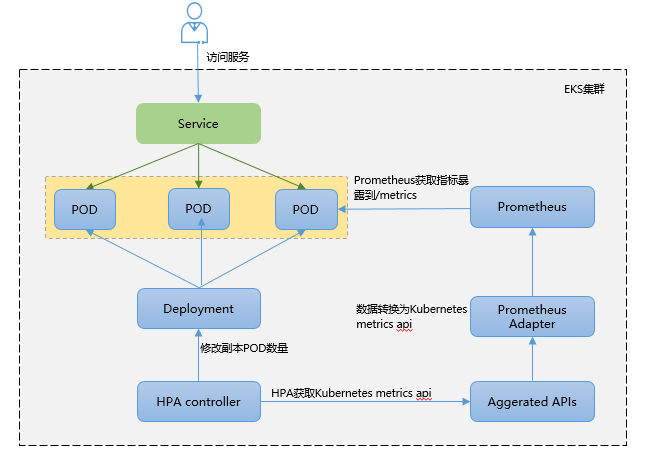 访问服务
EKS集群
Service
Prometheus获取指标暴
露到/metrics
POD
POD
POD
Prometheus
Deployment
数据转换为Kubernetes
metrics api
Prometheus
Adapter
修改副本POD数量
HPA controller
HPA获取Kubernetes metrics api
Aggerated APIs